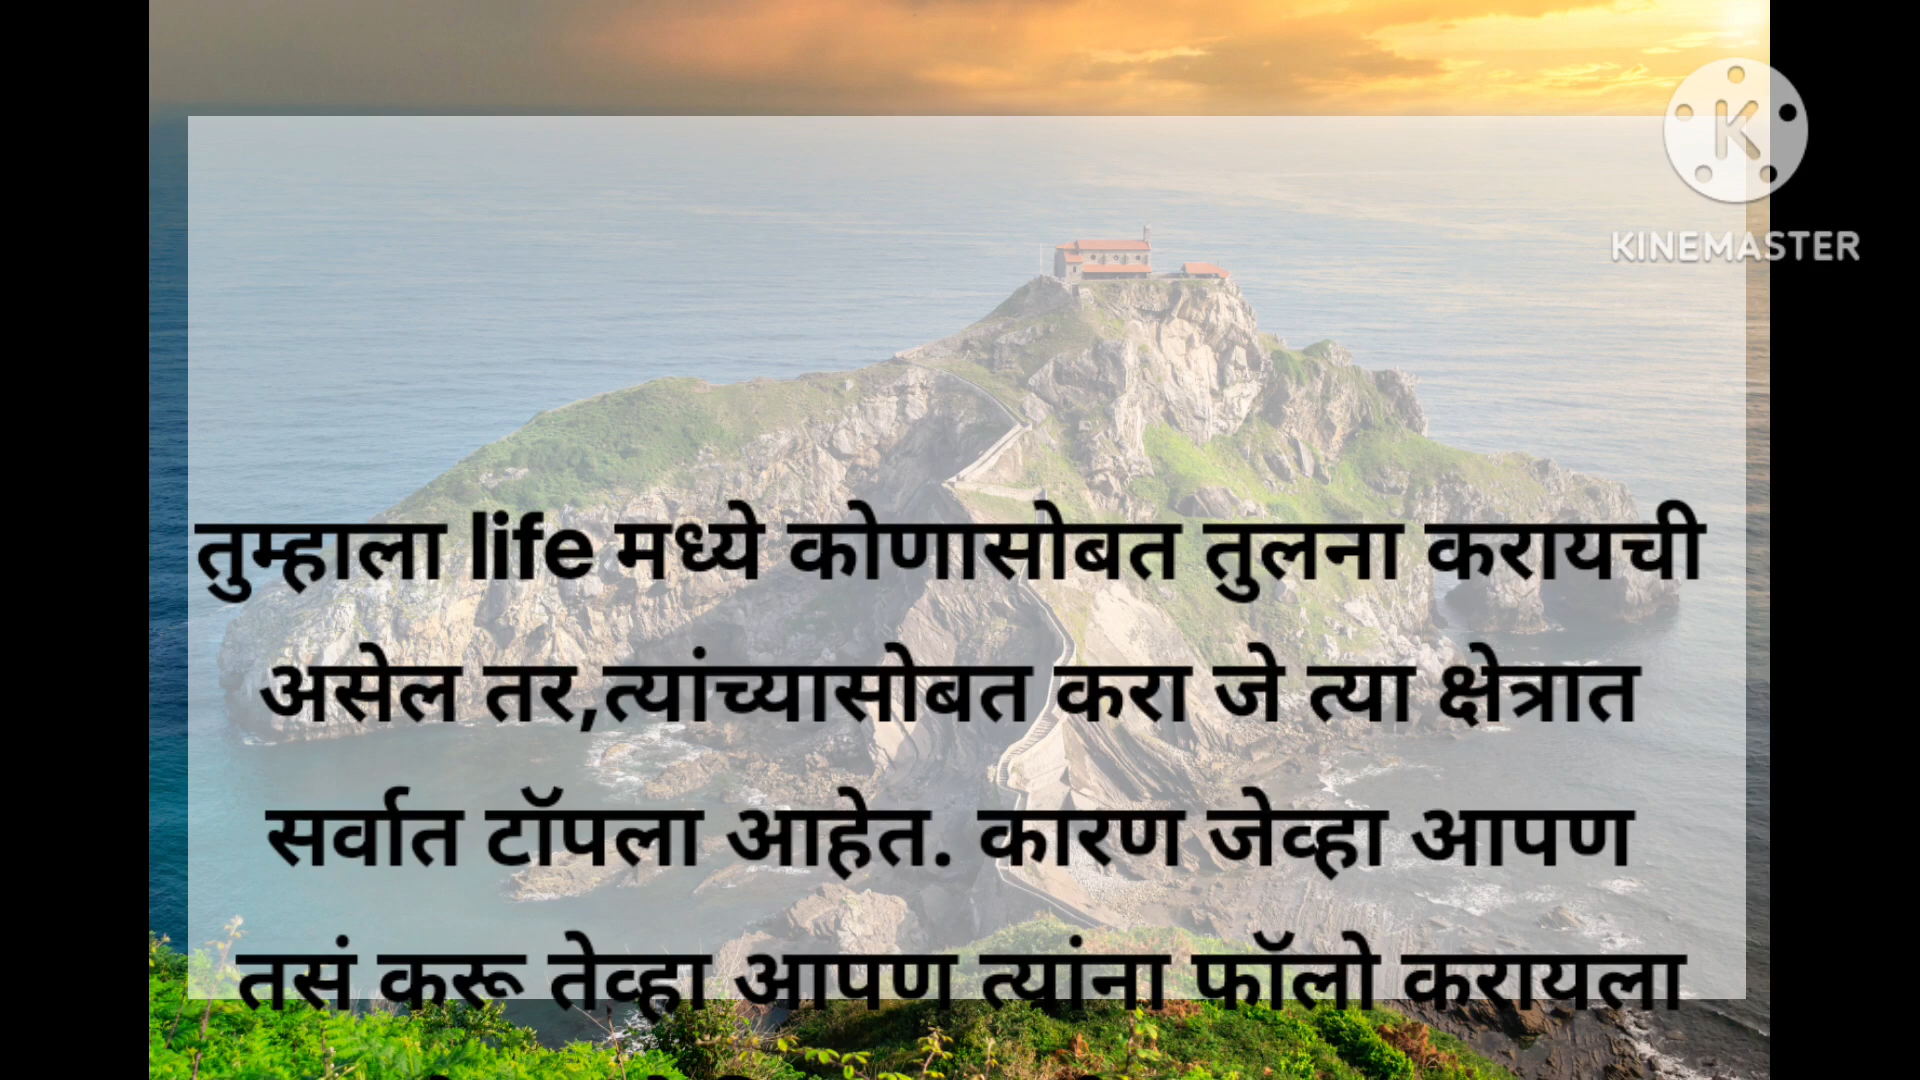 KINEMASTER
तुम्हाला life मध्ये कोणासोबत तुलना करायची
असेल तर,त्यांच्यासोबत करा जे त्या क्षेत्रात
सर्वात टॉपला आहेत. कारण जेव्हा आपण
तसं करू तेव्हा आपण त्यांना फॉलो करायला